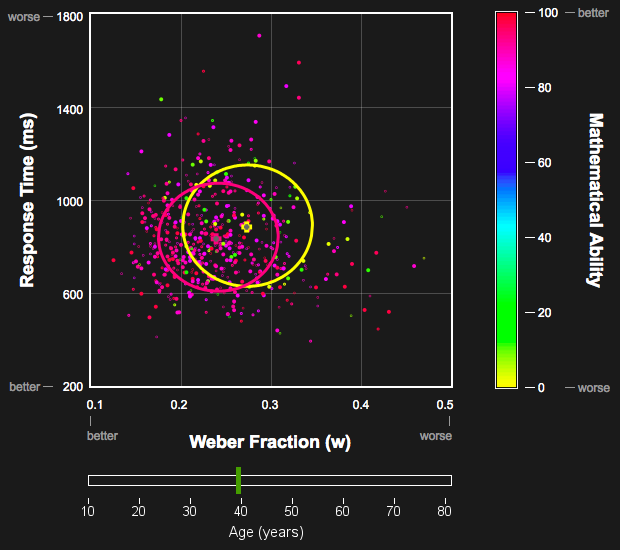 worse
1800
1400
1000
600
better
200
Response Time (ms)
0.1
0.2
0.3
0.4
0.5
better
worse
Weber Fraction (w)
10
20
30
40
50
60
70
80
Age (years)
100
better
80
60
40
20
0
worse
Mathematical Ability